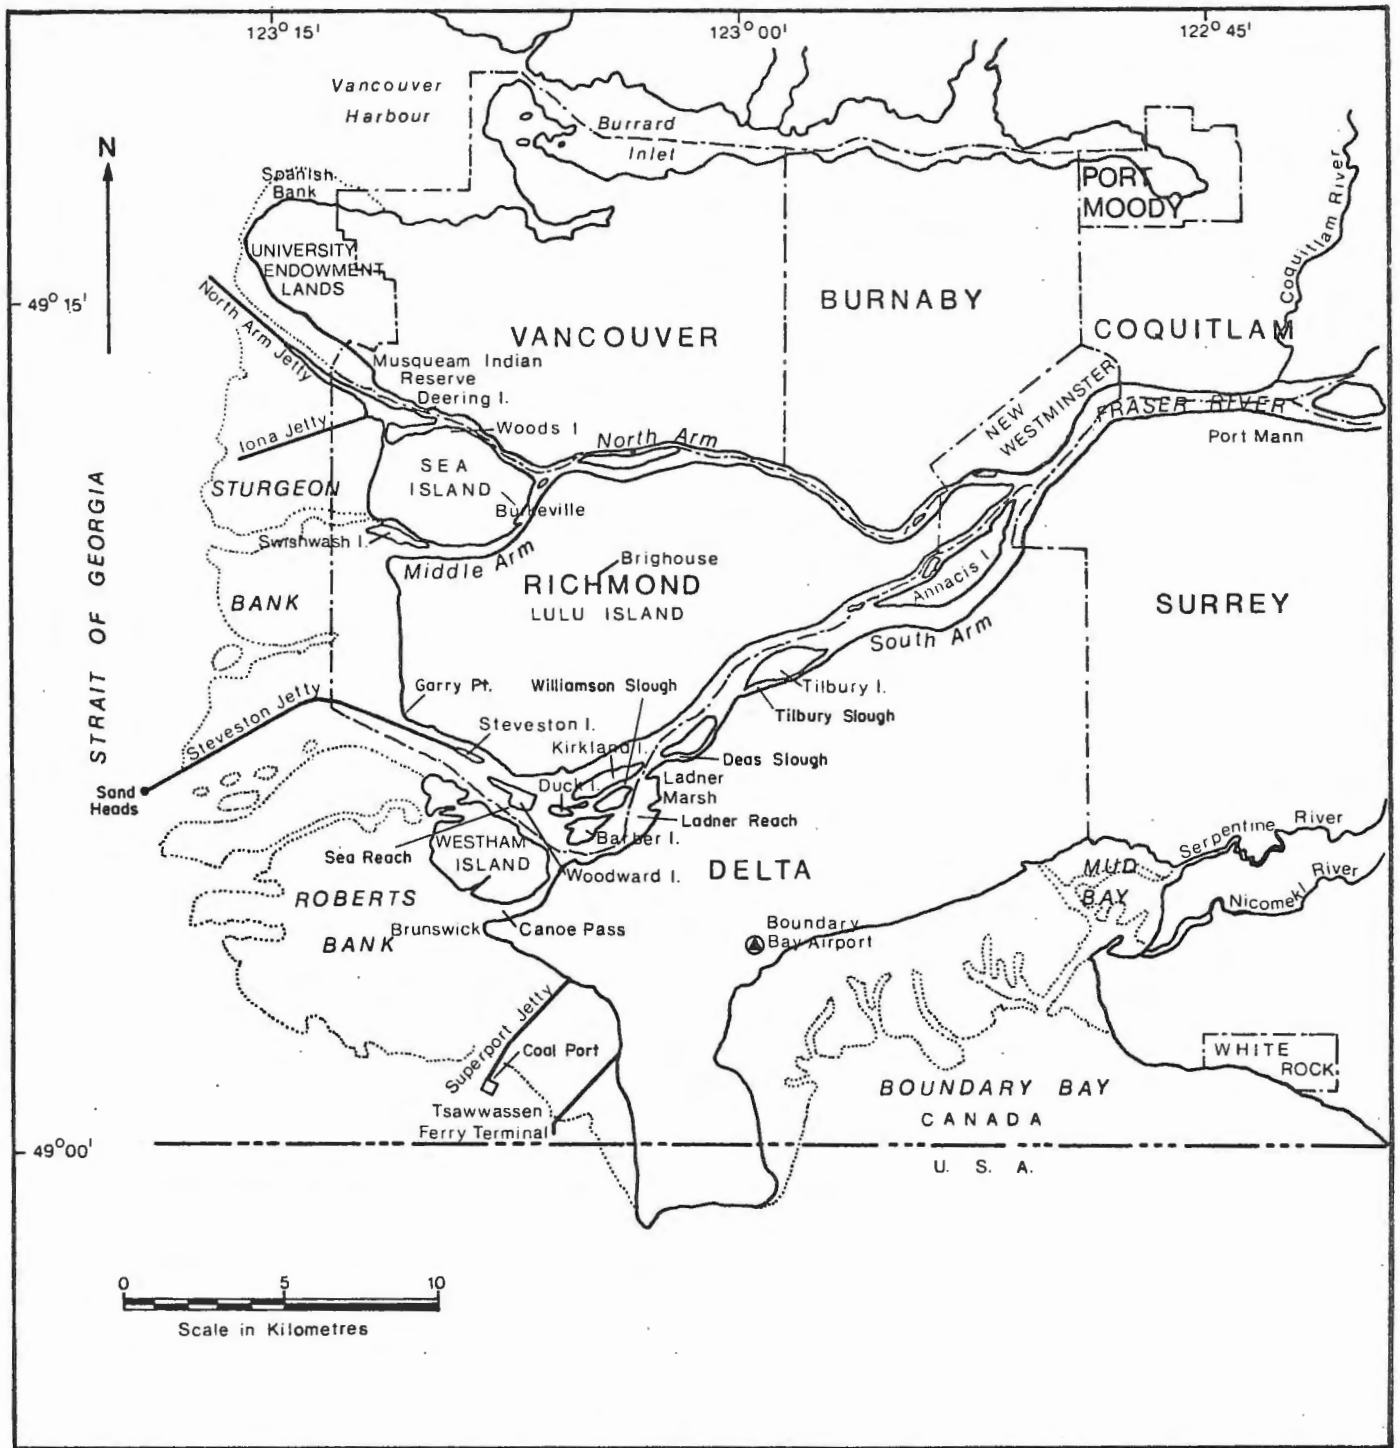 123° 15'
123° 00'
122° 45'
Vancouver
Harbour
Burrard
Inlet
N
Spanish
Bank
PORT
MOODY
Coquitlam River
UNIVERSITY
ENDOWMENT
LANDS
49° 15'
North Arm Jetty
BURNABY
VANCOUVER
COQUITLAM
Musqueam Indian
Reserve
Deering I.
NEW
WESTMINSTER
FRASER RIVER
Port Mann
Iona Jetty
Woods I
North Arm
SEA
ISLAND
STURGEON
Burkeville
Swishwash I.
Middle Arm
Brighouse
RICHMOND
LULU ISLAND
Annacis I
BANK
SURREY
South Arm
STRAIT OF GEORGIA
Garry Pt.
Williamson Slough
Tilbury I.
Steveston Jetty
Tilbury Slough
Steveston I.
Kirkland I.
Deas Slough
Sand
Heads
Duck I.
Ladner
Marsh
Ladner Reach
Serpentine River
Barber I.
Sea Reach
WESTHAM
ISLAND
Woodward I.
DELTA
MUD
BAY
Nicomekl River
ROBERTS
BANK
Brunswick
Canoe Pass
Boundary
Bay Airport
Superport Jetty
Coal Port
WHITE
ROCK
BOUNDARY BAY
Tsawwassen
Ferry Terminal
CANADA
49° 00'
U. S. A.
0 5 10
Scale in Kilometres